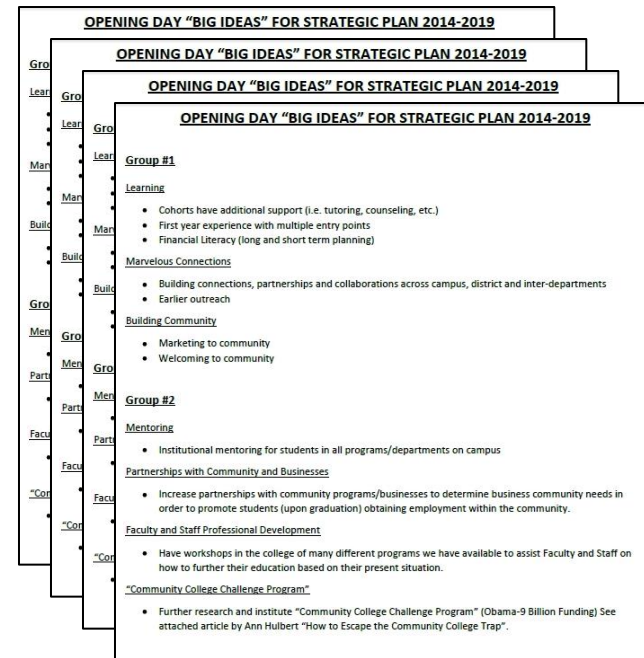 OPENING DAY “BIG IDEAS” FOR STRATEGIC PLAN 2014-2019
OPENING DAY “BIG IDEAS” FOR STRATEGIC PLAN 2014-2019
OPENING DAY “BIG IDEAS” FOR STRATEGIC PLAN 2014-2019
OPENING DAY “BIG IDEAS” FOR STRATEGIC PLAN 2014-2019
Group #1
Learning
• Cohorts have additional support (i.e. tutoring, counseling, etc.)
• First year experience with multiple entry points
• Financial Literacy (long and short term planning)
Marvelous Connections
• Building connections, partnerships and collaborations across campus, district and inter-departments
• Earlier outreach
Building Community
• Marketing to community
• Welcoming to community
Group #2
Mentoring
• Institutional mentoring for students in all programs/departments on campus
Partnerships with Community and Businesses
• Increase partnerships with community programs/businesses to determine business community needs in
order to promote students (upon graduation) obtaining employment within the community.
Faculty and Staff Professional Development
• Have workshops in the college of many different programs we have available to assist Faculty and Staff on
how to further their education based on their present situation.
“Community College Challenge Program”
• Further research and institute “Community College Challenge Program” (Obama-9 Billion Funding) See
attached article by Ann Hulbert “How to Escape the Community College Trap”.